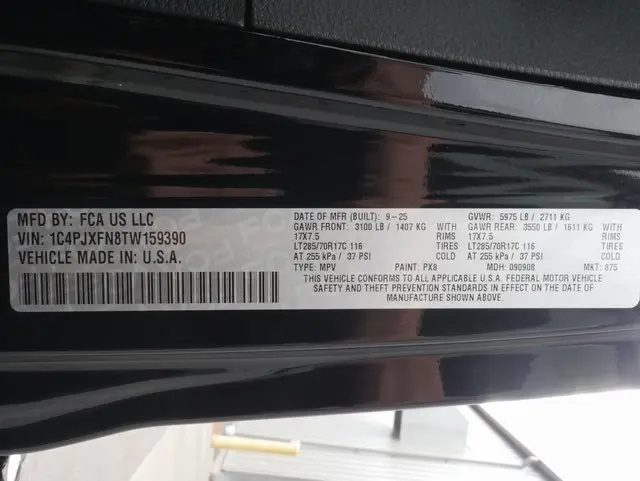 MFD BY: FCA US LLC
VIN: 1C4PJXFN8TW159390
VEHICLE MADE IN: U.S.A.
DATE OF MFR (BUILT): 9-25 GVWR: 5975 LB / 2711 KG
GAWR FRONT: 3100 LB / 1407 KG WITH GAWR REAR: 3550 LB / 1611 KG WITH
17X7.5 RIMS 17X7.5
LT285/70R17C 116 TIRES LT285/70R17C 116 TIRES
AT 255 kPa / 37 PSI COLD AT 255 kPa / 37 PSI COLD
TYPE: MPV PAINT: PX8 MDH: 090908 MKT: 875
THIS VEHICLE CONFORMS TO ALL APPLICABLE U.S.A. FEDERAL MOTOR VEHICLE
SAFETY AND THEFT PREVENTION STANDARDS IN EFFECT ON THE DATE OF
MANUFACTURE SHOWN ABOVE.